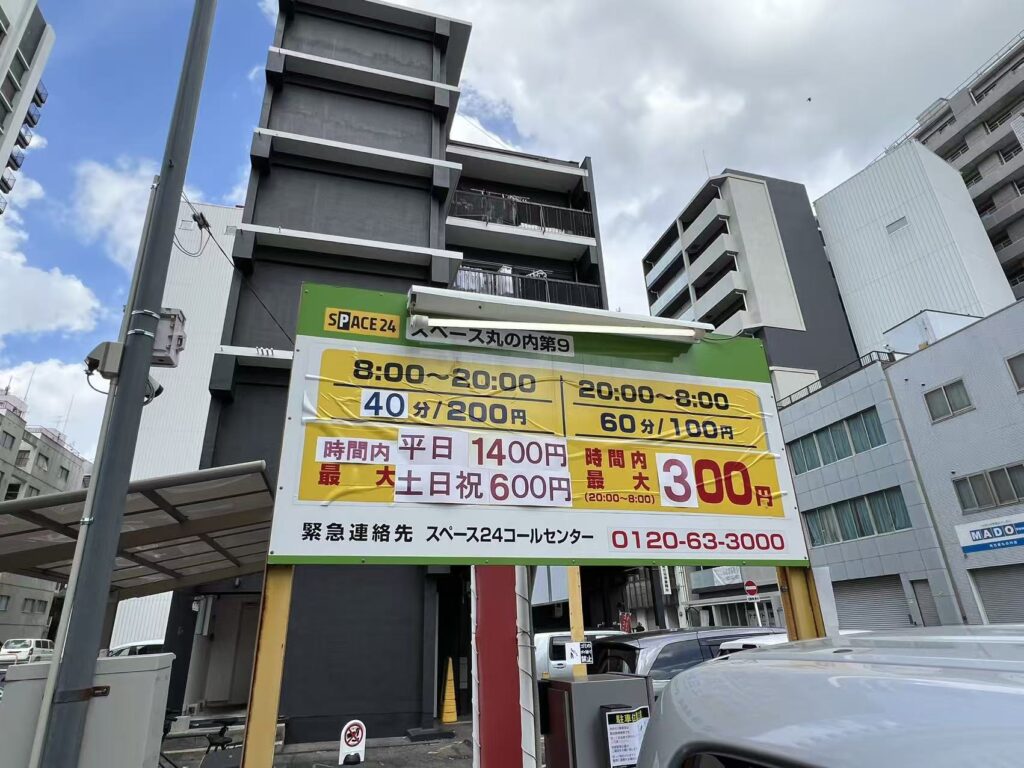 SPACE24
スペース丸の内第9
8:00～20:00
40分/200円
時間内最大
平日 1400円
土日祝 600円
20:00～8:00
60分/100円
時間内最大
(20:00～8:00)
300円
緊急連絡先 スペース24コールセンター 0120-63-3000
MADO